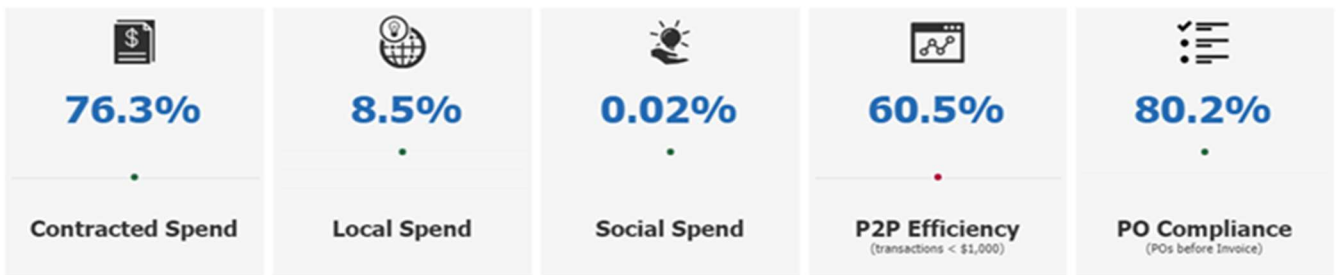 $
76.3%
Contracted Spend
8.5%
Local Spend
0.02%
Social Spend
60.5%
P2P Efficiency
(transactions < $1,000)
80.2%
PO Compliance
(POs before Invoice)